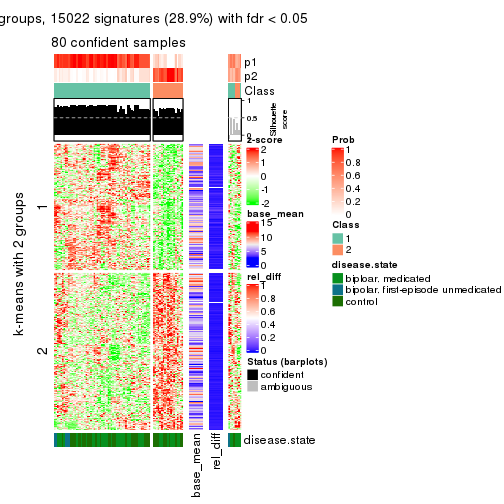 groups, 15022 signatures (28.9%) with fdr < 0.05
80 confident samples
p1
p2
Class
1
0.5
0
Silhouette
score
k-means with 2 groups
1
2
z-score
2
1
0
-1
-2
base_mean
15
10
5
0
rel_diff
1
0.8
0.6
0.4
0.2
0
Status (barplots)
confident
ambiguous
Prob
1
0.8
0.6
0.4
0.2
0
Class
1
2
disease.state
bipolar, medicated
bipolar, first-episode unmedicated
control
disease.state
base_mean
rel_diff